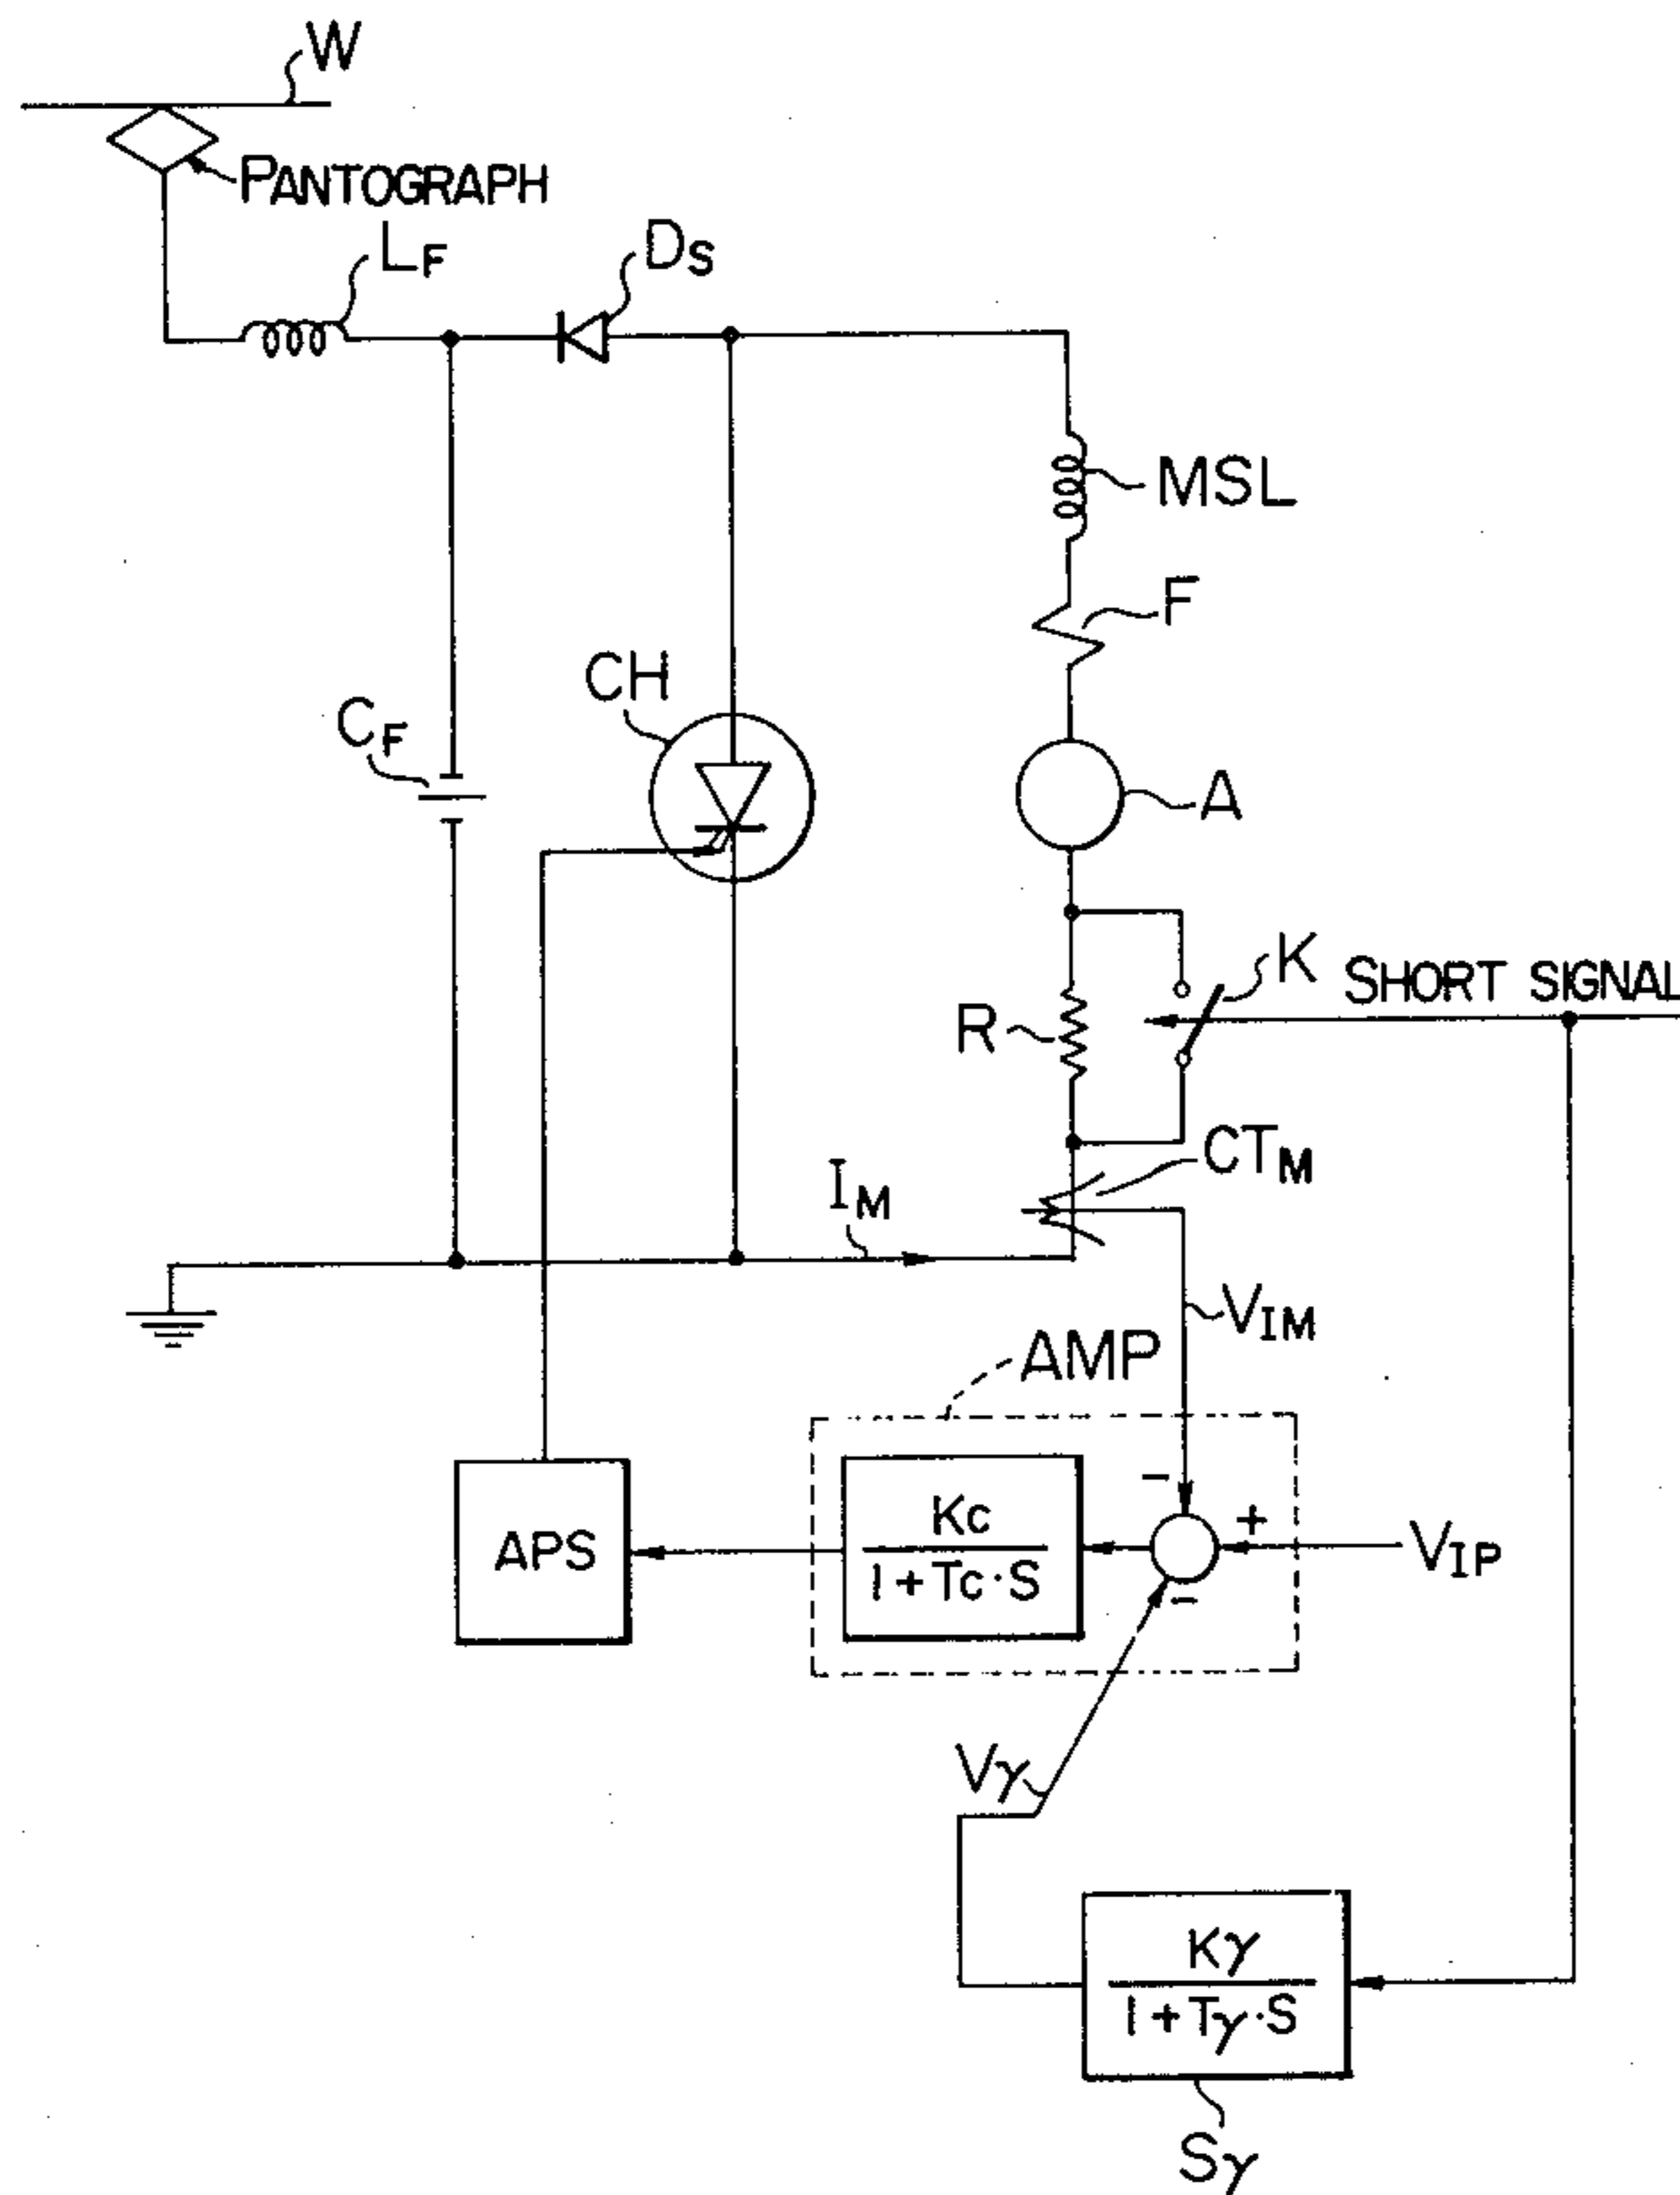 W
PANTOGRAPH
LF
DS
MSL
F
CH
CF
A
K
SHORT SIGNAL
R
CTM
IM
VIM
AMP
-
+
APS
Kc
1+Tc·S
VIP
-
Vγ
Kγ
1+Tγ·S
Sγ